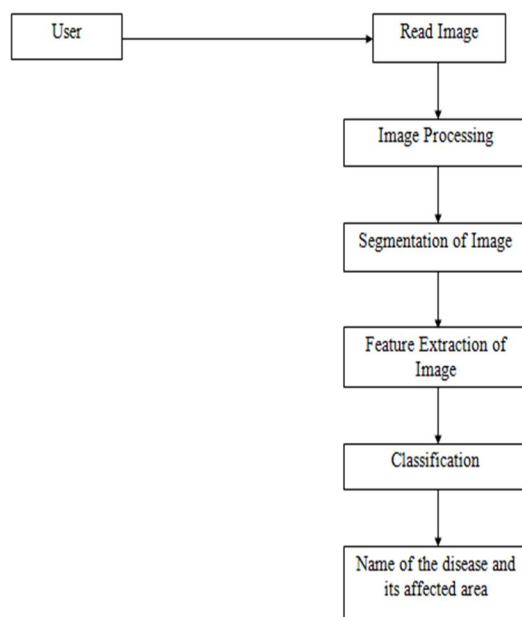 User
Read Image
Image Processing
Segmentation of Image
Feature Extraction of
Image
Classification
Name of the disease and
its affected area